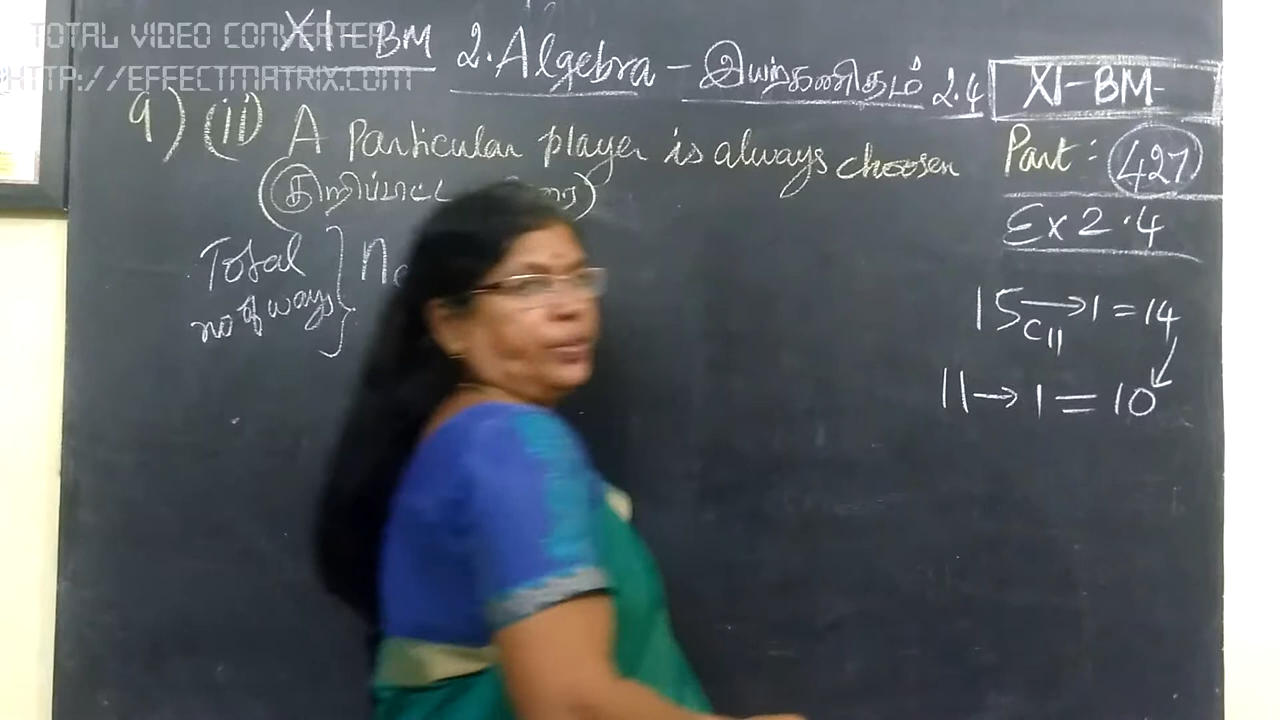 TOTAL VIDEO CONVERTER
HTTP://EFFECTMATRIX.COM
XI-BM 2.Algebra - இயற்கணிதம் 2.4
XI-BM-
Part: 427
Ex 2.4
9) (ii) A Particular player is always choosen
(குறிப்பிட்ட
Total
no of ways } n
15C11 → 1 = 14
11 → 1 = 10